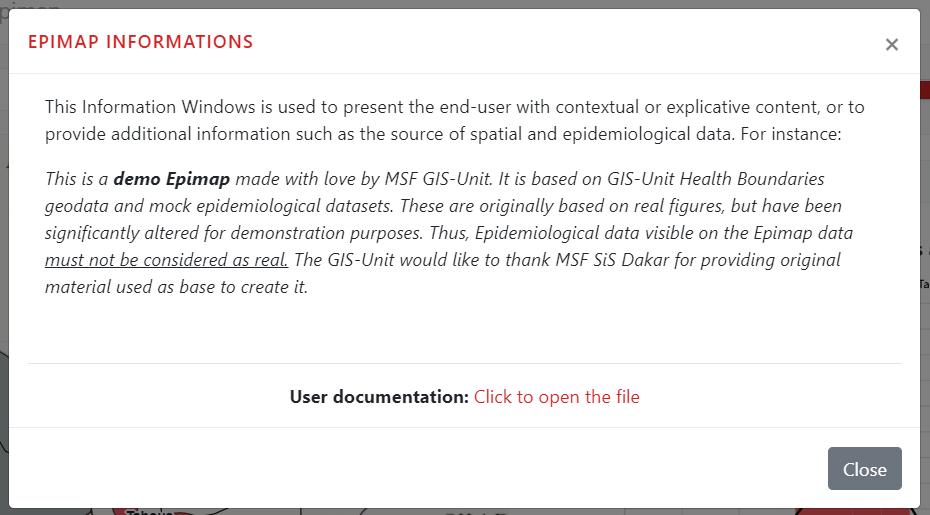 EPIMAP INFORMATIONS
×
This Information Windows is used to present the end-user with contextual or explicative content, or to
provide additional information such as the source of spatial and epidemiological data. For instance:
This is a demo Epimap made with love by MSF GIS-Unit. It is based on GIS-Unit Health Boundaries
geodata and mock epidemiological datasets. These are originally based on real figures, but have been
significantly altered for demonstration purposes. Thus, Epidemiological data visible on the Epimap data
must not be considered as real. The GIS-Unit would like to thank MSF SiS Dakar for providing original
material used as base to create it.
User documentation: Click to open the file
Close